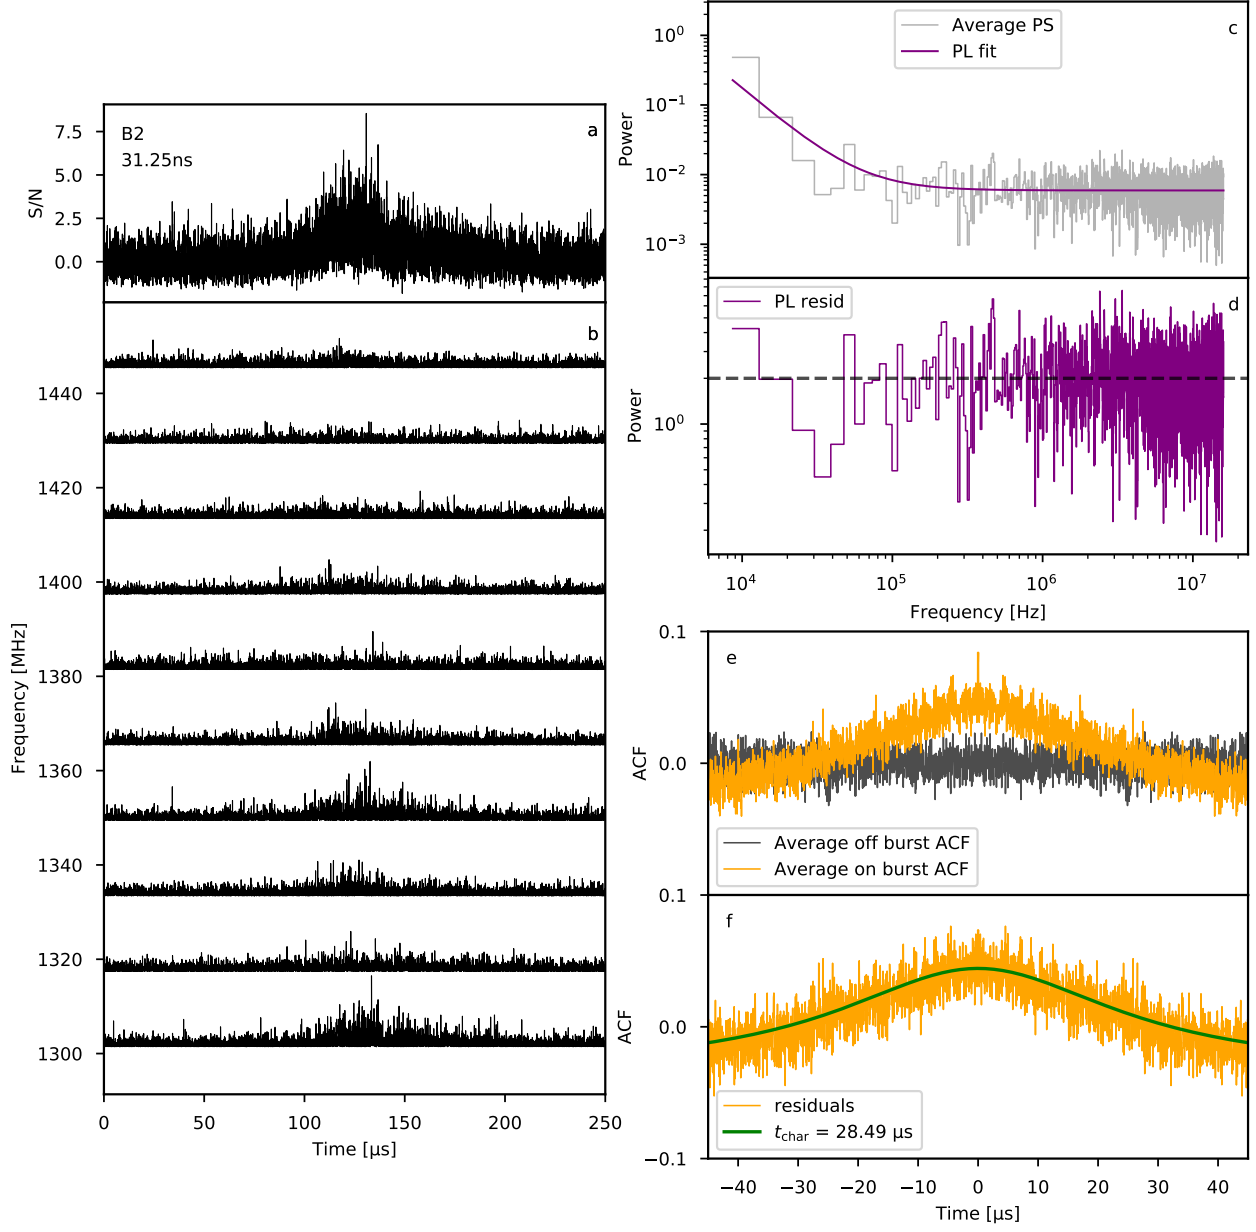 B2
31.25ns
a
7.5
5.0
2.5
0.0
S/N
b
1440
1420
1400
1380
1360
1340
1320
1300
Frequency [MHz]
0 50 100 150 200 250
Time [µs]
Average PS
PL fit
c
10⁰
10⁻¹
10⁻²
10⁻³
Power
PL resid
d
10⁰
Power
10⁴ 10⁵ 10⁶ 10⁷
Frequency [Hz]
e
0.1
0.0
ACF
Average off burst ACF
Average on burst ACF
f
0.1
0.0
−0.1
ACF
residuals
t_char = 28.49 µs
−40 −30 −20 −10 0 10 20 30 40
Time [µs]